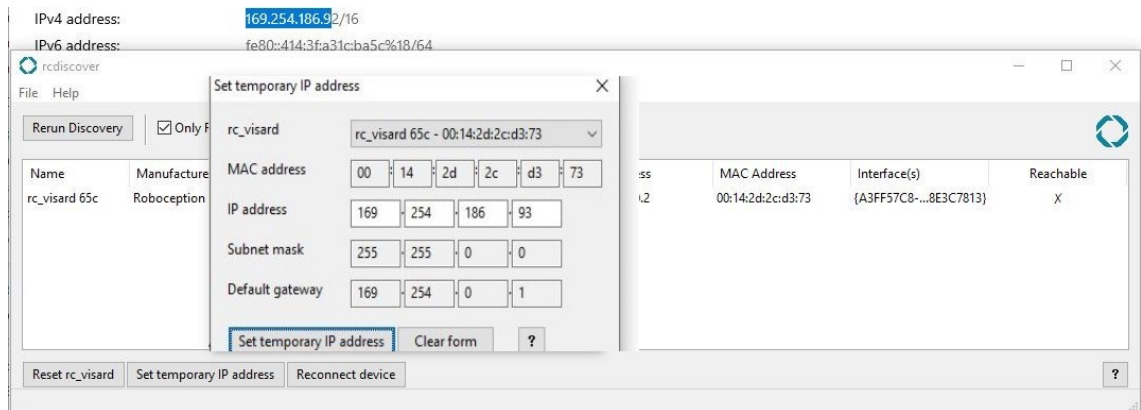 IPv4 address: 169.254.186.92/16
IPv6 address: fe80::414:3f:a31c:ba5c%18/64
rcdiscover
File Help
Set temporary IP address
Rerun Discovery Only
rc_visard rc_visard 65c - 00:14:2d:2c:d3:73
MAC address 00 : 14 : 2d : 2c : d3 : 73
Name Manufacture ss MAC Address Interface(s) Reachable
rc_visard 65c Roboception .2 00:14:2d:2c:d3:73 {A3FF57C8-...8E3C7813} X
IP address 169 . 254 . 186 . 93
Subnet mask 255 . 255 . 0 . 0
Default gateway 169 . 254 . 0 . 1
Set temporary IP address Clear form ?
Reset rc_visard Set temporary IP address Reconnect device ?